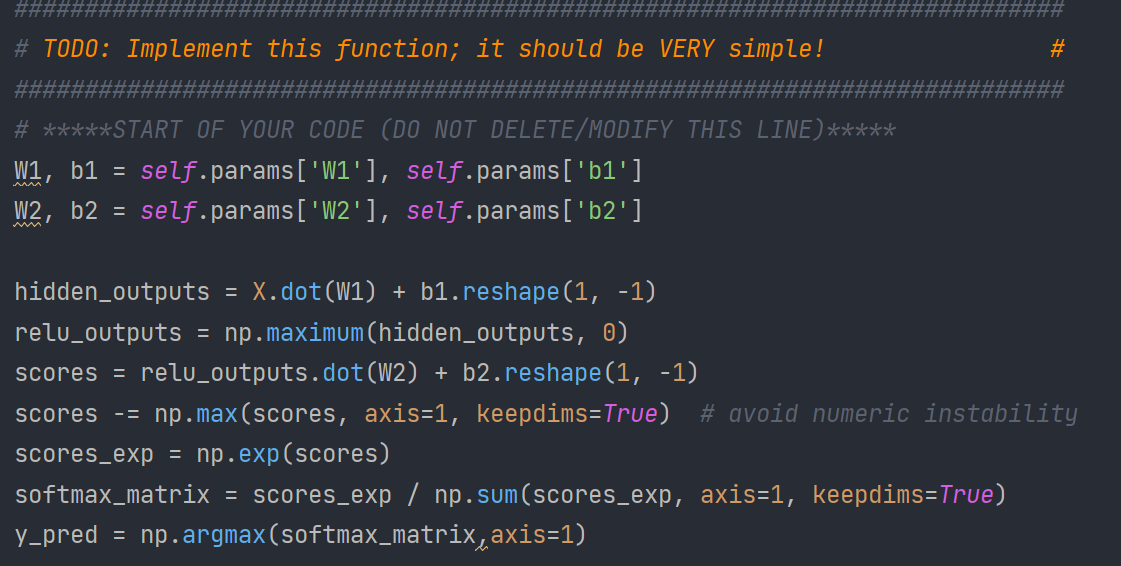 ###########################################################################
# TODO: Implement this function; it should be VERY simple!                #
###########################################################################
# *****START OF YOUR CODE (DO NOT DELETE/MODIFY THIS LINE)*****
W1, b1 = self.params['W1'], self.params['b1']
W2, b2 = self.params['W2'], self.params['b2']

hidden_outputs = X.dot(W1) + b1.reshape(1, -1)
relu_outputs = np.maximum(hidden_outputs, 0)
scores = relu_outputs.dot(W2) + b2.reshape(1, -1)
scores -= np.max(scores, axis=1, keepdims=True)  # avoid numeric instability
scores_exp = np.exp(scores)
softmax_matrix = scores_exp / np.sum(scores_exp, axis=1, keepdims=True)
y_pred = np.argmax(softmax_matrix,axis=1)